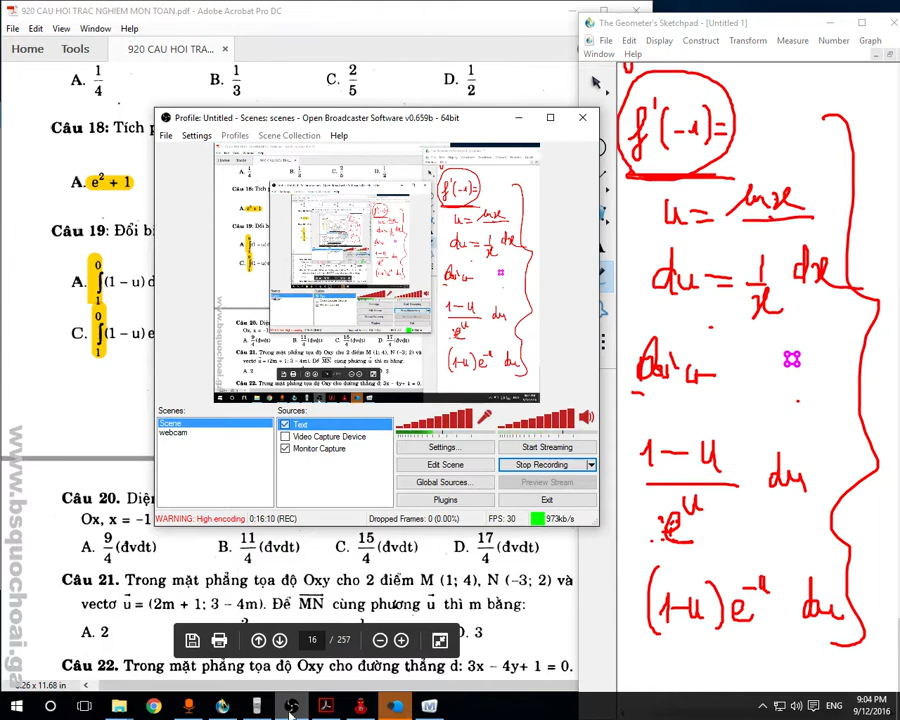 920 CAU HOI TRAC NGHIEM MON TOAN.pdf - Adobe Acrobat Pro DC
File Edit View Window Help
Home Tools 920 CAU HOI TRA... ×
A. 1/4 B. 1/3 C. 2/5 D. 1/2
Câu 18: Tích p
A. e² + 1
Câu 19: Đổi bi
A. ∫(1 – u)d
C. ∫(1 – u)e
Câu 20. Diện
Ox, x = –1
A. 9/4 (đvdt) B. 11/4 (đvdt) C. 15/4 (đvdt) D. 17/4 (đvdt)
Câu 21. Trong mặt phẳng tọa độ Oxy cho 2 điểm M (1; 4), N (–3; 2) và
vectơ u = (2m + 1; 3 – 4m). Để MN cùng phương u thì m bằng:
A. 2 D. 3
Câu 22. Trong mặt phẳng tọa độ Oxy cho đường thẳng d: 3x – 4y+ 1 = 0.
16 / 257
8.26 x 11.68 in
www.bsquochoai.ga
Profile: Untitled - Scenes: scenes - Open Broadcaster Software v0.659b - 64bit
File Settings Profiles Scene Collection Help
Scenes:
Scene
webcam
Sources:
Text
Video Capture Device
Monitor Capture
Settings... Start Streaming
Edit Scene Stop Recording
Global Sources... Preview Stream
Plugins Exit
WARNING: High encoding 0:16:10 (REC) Dropped Frames: 0 (0.00%) FPS: 30 973kb/s
The Geometer's Sketchpad - [Untitled 1]
File Edit Display Construct Transform Measure Number Graph
Window Help
f'(-1)=
u = ln x
du = 1/x dx
1-u / e^u du
(1-u) e^-u du
ENG
9:04 PM
9/12/2016